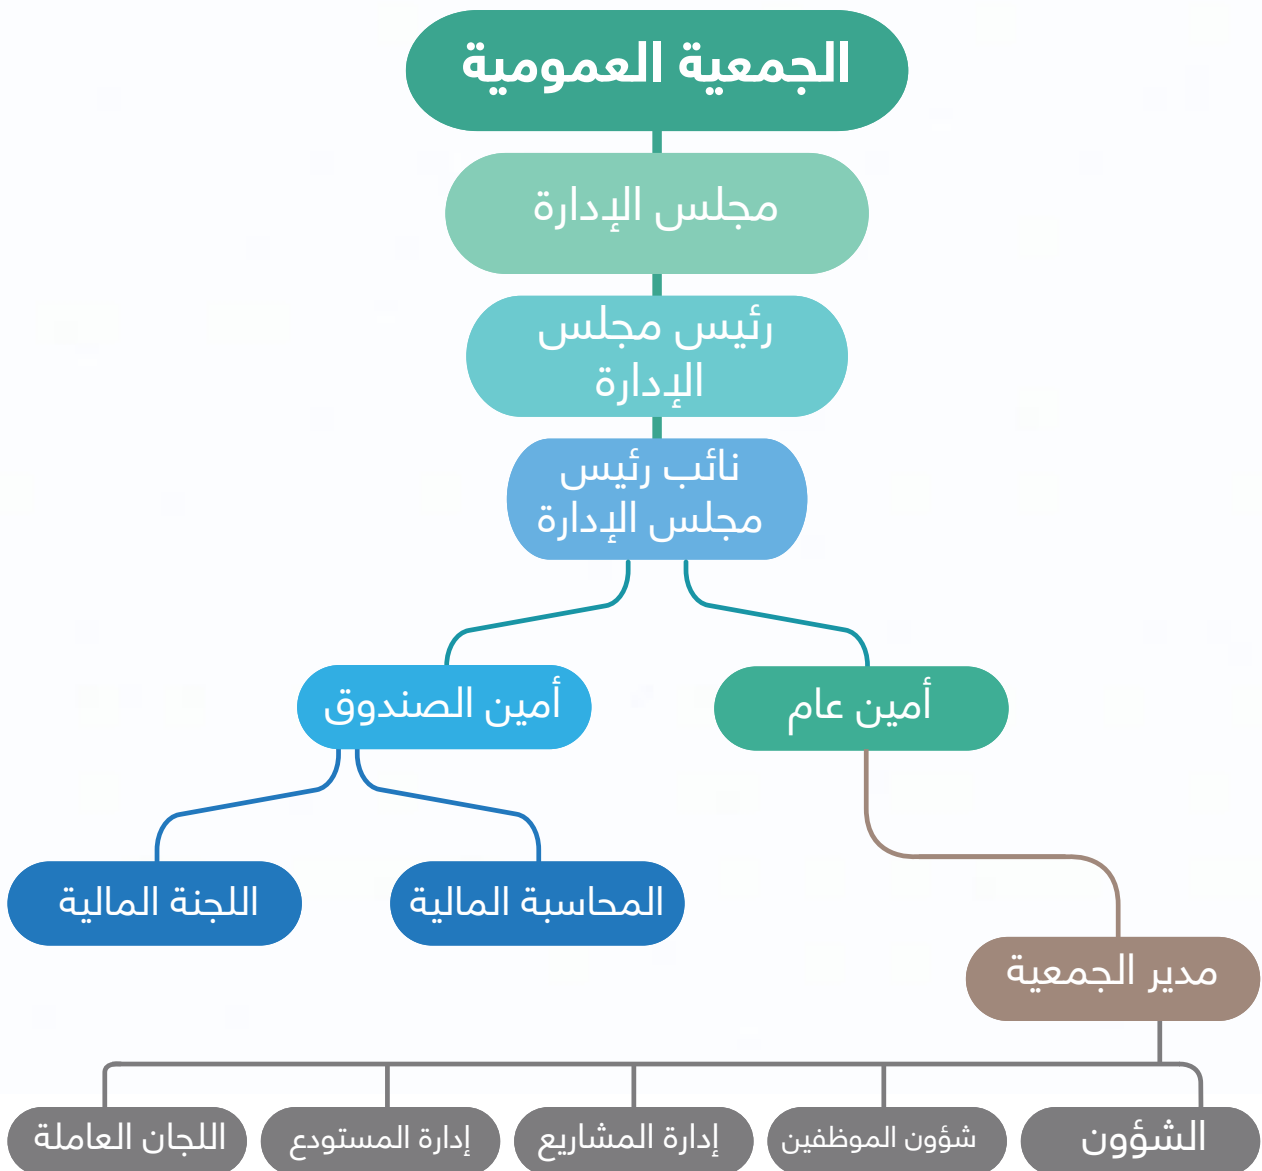 الجمعية العمومية
مجلس الإدارة
رئيس مجلس
الإدارة
نائب رئيس
مجلس الإدارة
أمين عام
أمين الصندوق
المحاسبة المالية
اللجنة المالية
مدير الجمعية
الشؤون
شؤون الموظفين
إدارة المشاريع
إدارة المستودع
اللجان العاملة